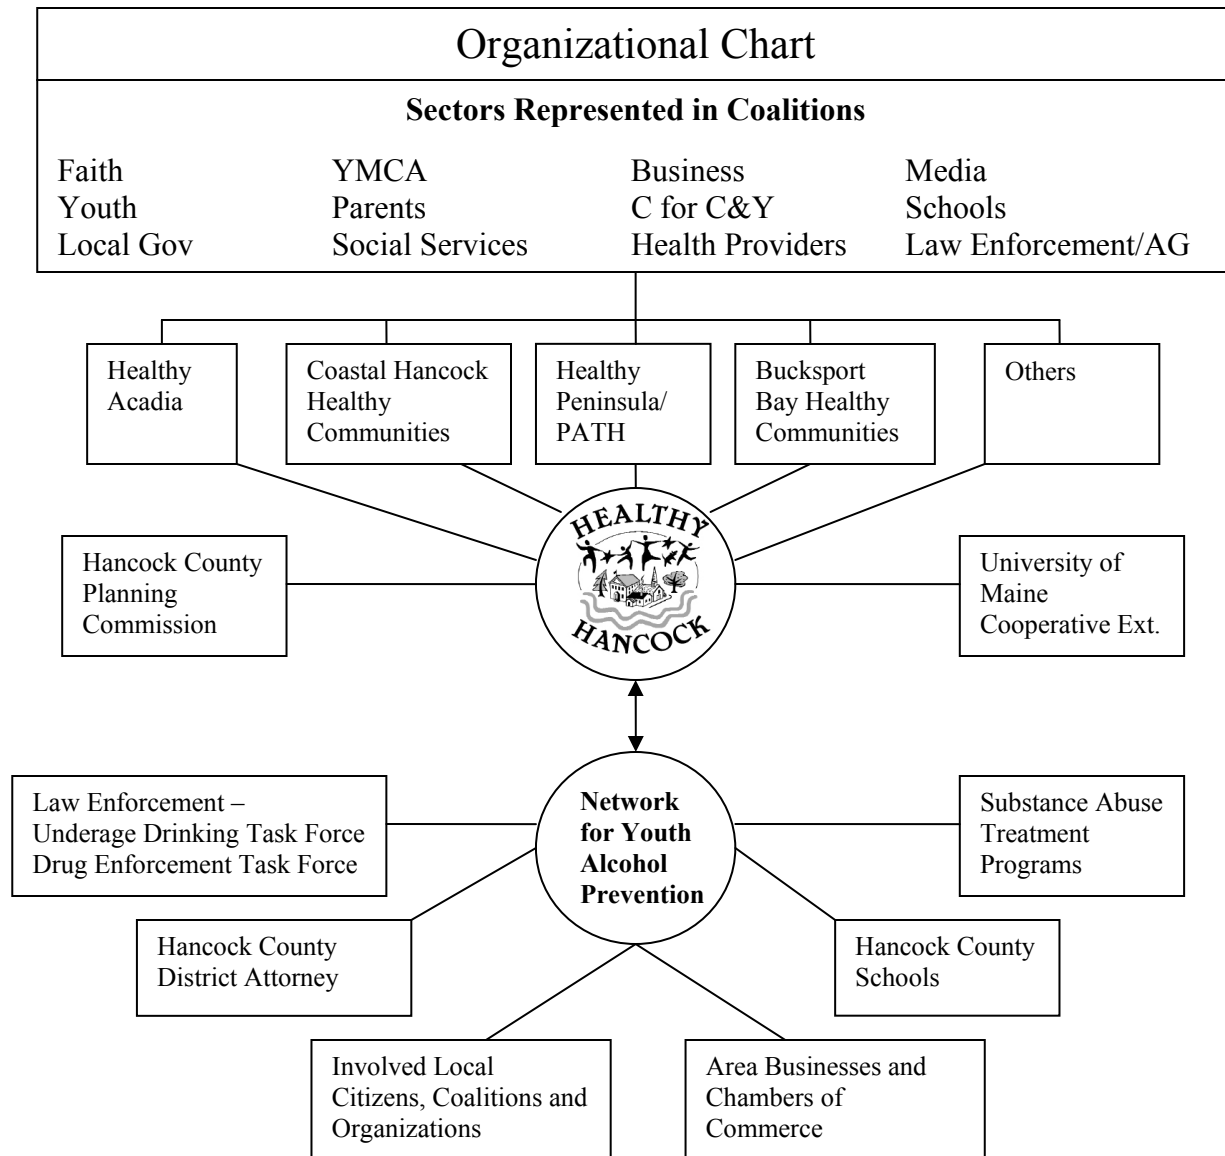 Organizational Chart
Sectors Represented in Coalitions
Faith YMCA Business Media
Youth Parents C for C&Y Schools
Local Gov Social Services Health Providers Law Enforcement/AG
Healthy
Acadia
Coastal Hancock
Healthy
Communities
Healthy
Peninsula/
PATH
Bucksport
Bay Healthy
Communities
Others
HEALTHY
HANCOCK
Hancock County
Planning
Commission
University of
Maine
Cooperative Ext.
Network
for Youth
Alcohol
Prevention
Law Enforcement –
Underage Drinking Task Force
Drug Enforcement Task Force
Substance Abuse
Treatment
Programs
Hancock County
District Attorney
Hancock County
Schools
Involved Local
Citizens, Coalitions and
Organizations
Area Businesses and
Chambers of
Commerce